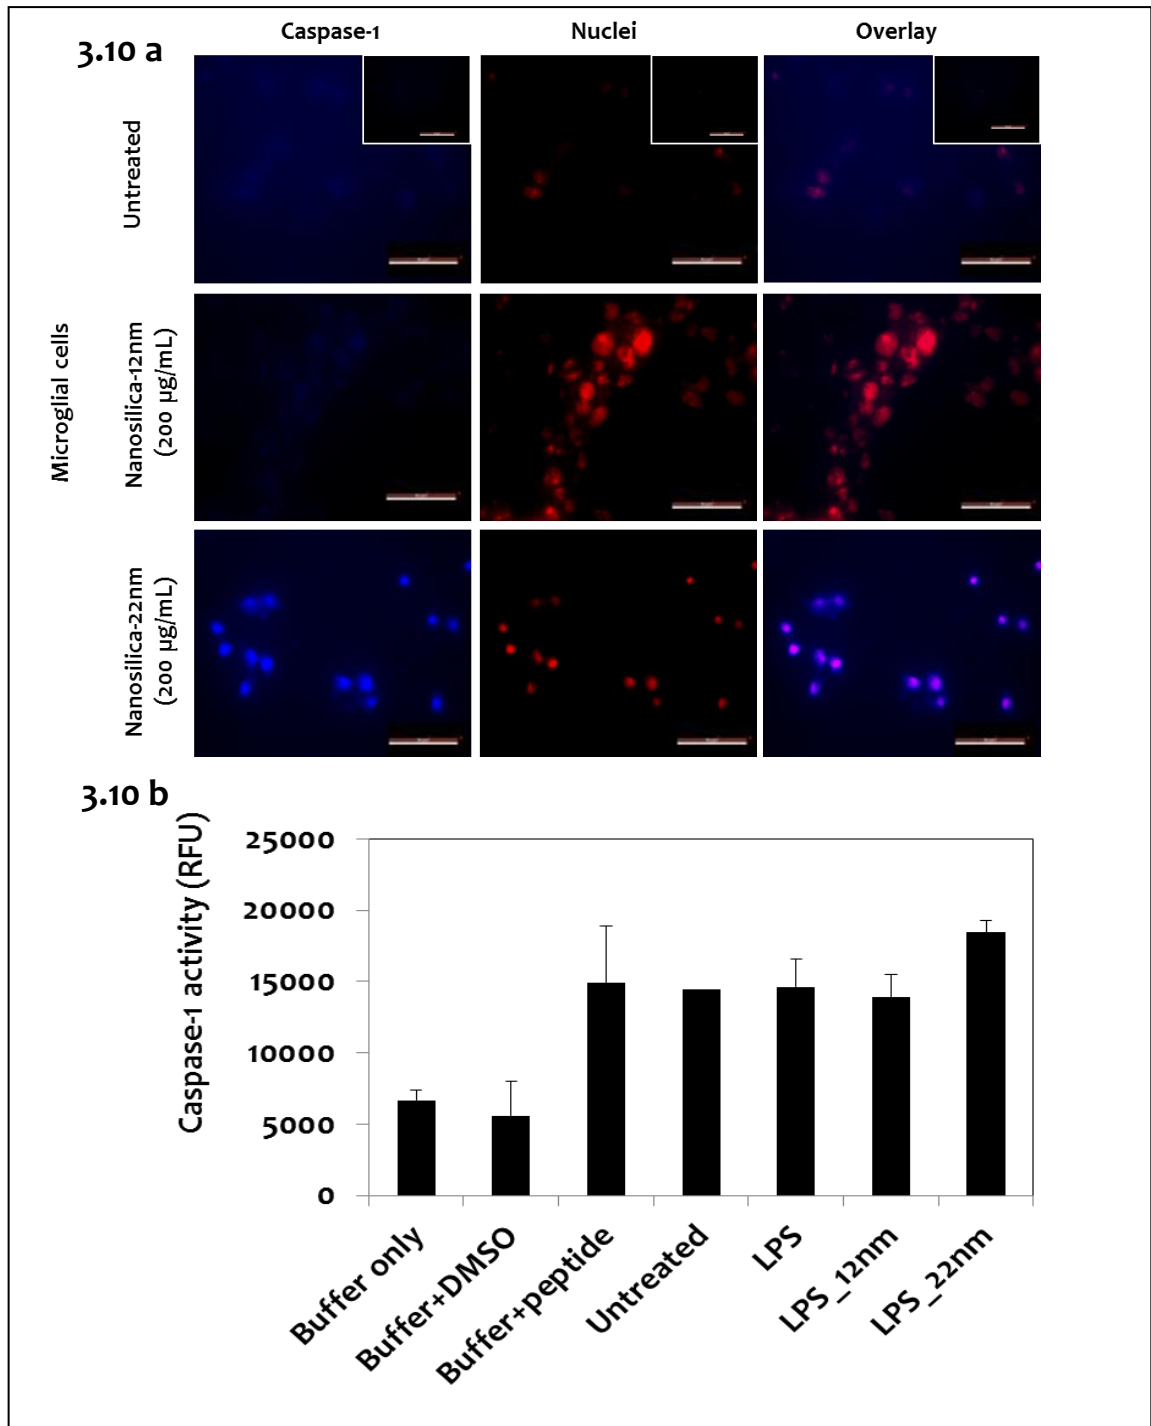 3.10 a
Caspase-1
Nuclei
Overlay
Microglial cells
Untreated
Nanosilica-12nm
(200 µg/mL)
Nanosilica-22nm
(200 µg/mL)
3.10 b
Caspase-1 activity (RFU)
25000
20000
15000
10000
5000
0
Buffer only
Buffer+DMSO
Buffer+peptide
Untreated
LPS
LPS_12nm
LPS_22nm